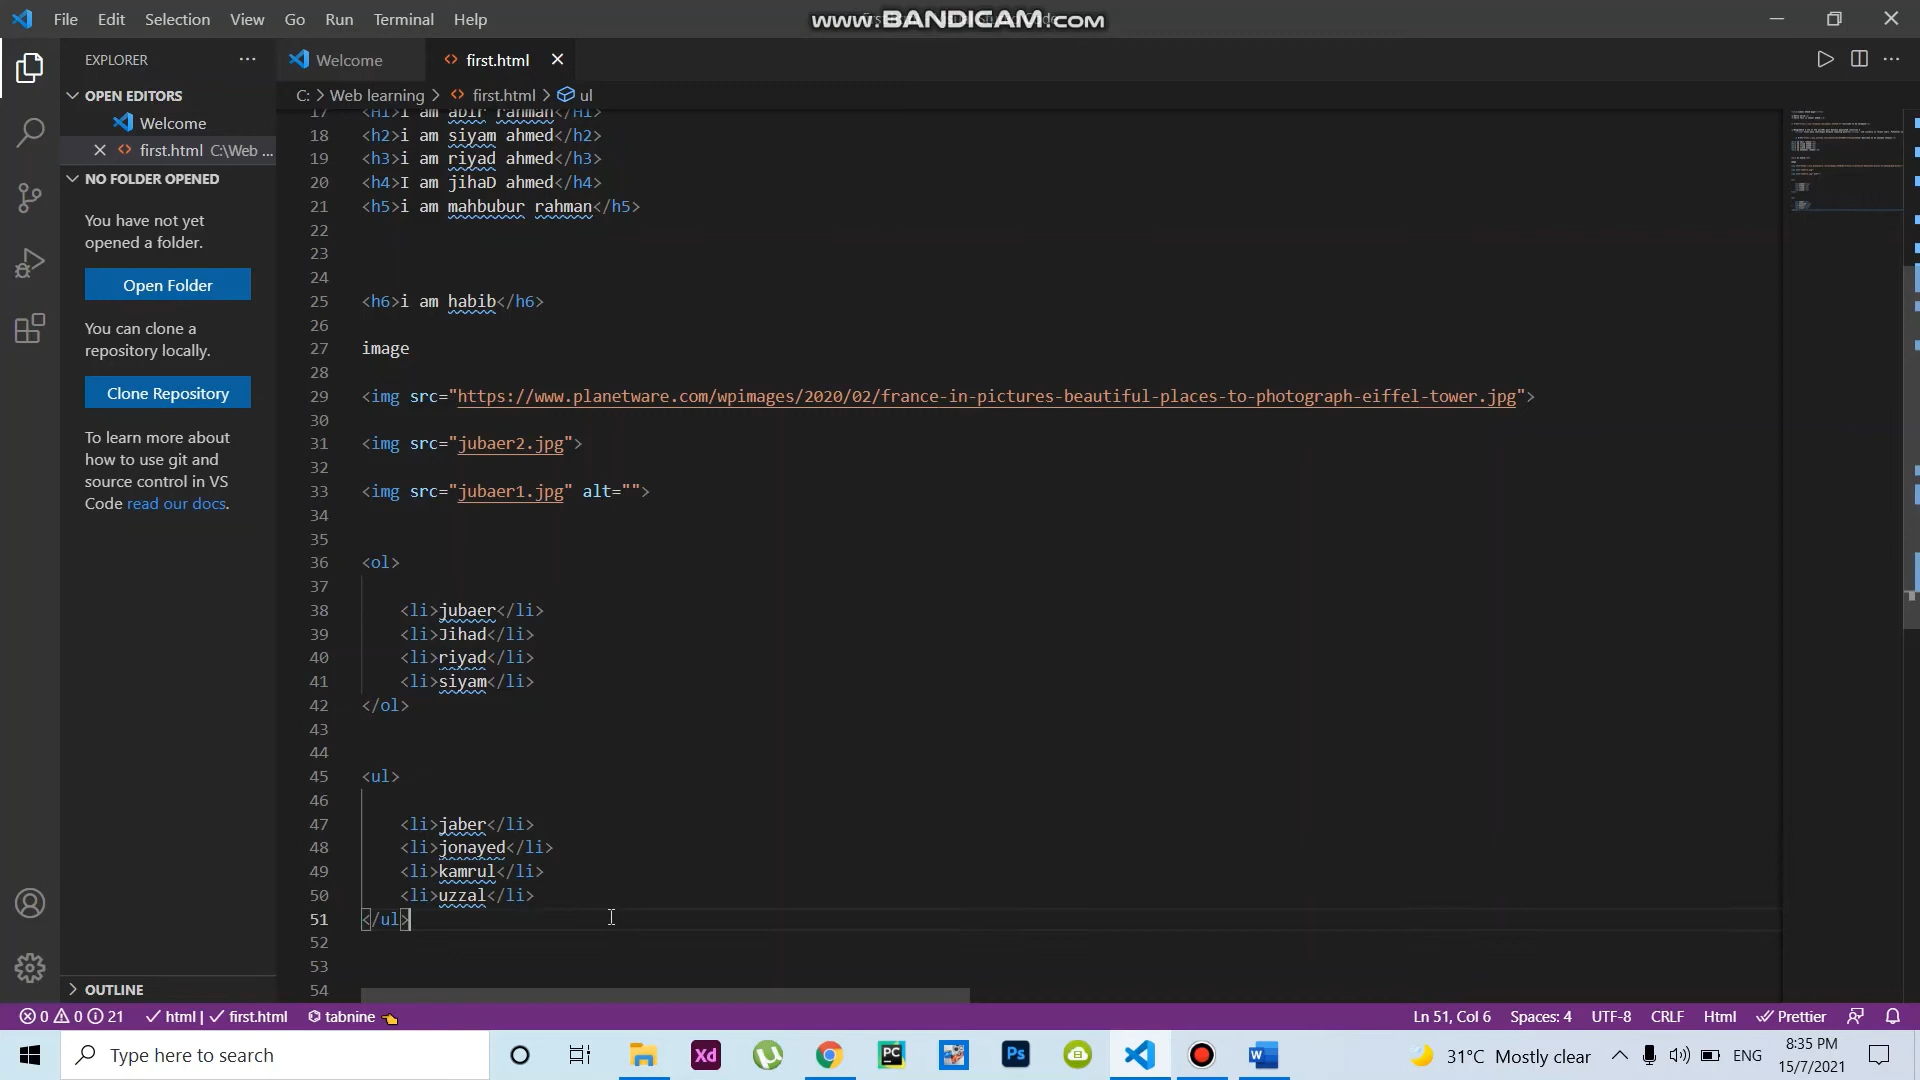 File Edit Selection View Go Run Terminal Help
www.BANDICAM.com
EXPLORER
Welcome
first.html
OPEN EDITORS
Welcome
first.html C:\Web ...
NO FOLDER OPENED
You have not yet
opened a folder.
Open Folder
You can clone a
repository locally.
Clone Repository
To learn more about
how to use git and
source control in VS
Code read our docs.
OUTLINE
C: > Web learning > first.html > ul
17 <H1>i am abir rahman</H1>
18 <h2>i am siyam ahmed</h2>
19 <h3>i am riyad ahmed</h3>
20 <h4>I am jihaD ahmed</h4>
21 <h5>i am mahbubur rahman</h5>
22
23
24
25 <h6>i am habib</h6>
26
27 image
28
29 <img src="https://www.planetware.com/wpimages/2020/02/france-in-pictures-beautiful-places-to-photograph-eiffel-tower.jpg">
30
31 <img src="jubaer2.jpg">
32
33 <img src="jubaer1.jpg" alt="">
34
35
36 <ol>
37
38 <li>jubaer</li>
39 <li>Jihad</li>
40 <li>riyad</li>
41 <li>siyam</li>
42 </ol>
43
44
45 <ul>
46
47 <li>jaber</li>
48 <li>jonayed</li>
49 <li>kamrul</li>
50 <li>uzzal</li>
51 </ul>
52
53
54
0 0 21 html | first.html tabnine
Ln 51, Col 6 Spaces: 4 UTF-8 CRLF Html Prettier
Type here to search
Xd
PC
Ps
W
31°C Mostly clear
ENG
8:35 PM
15/7/2021